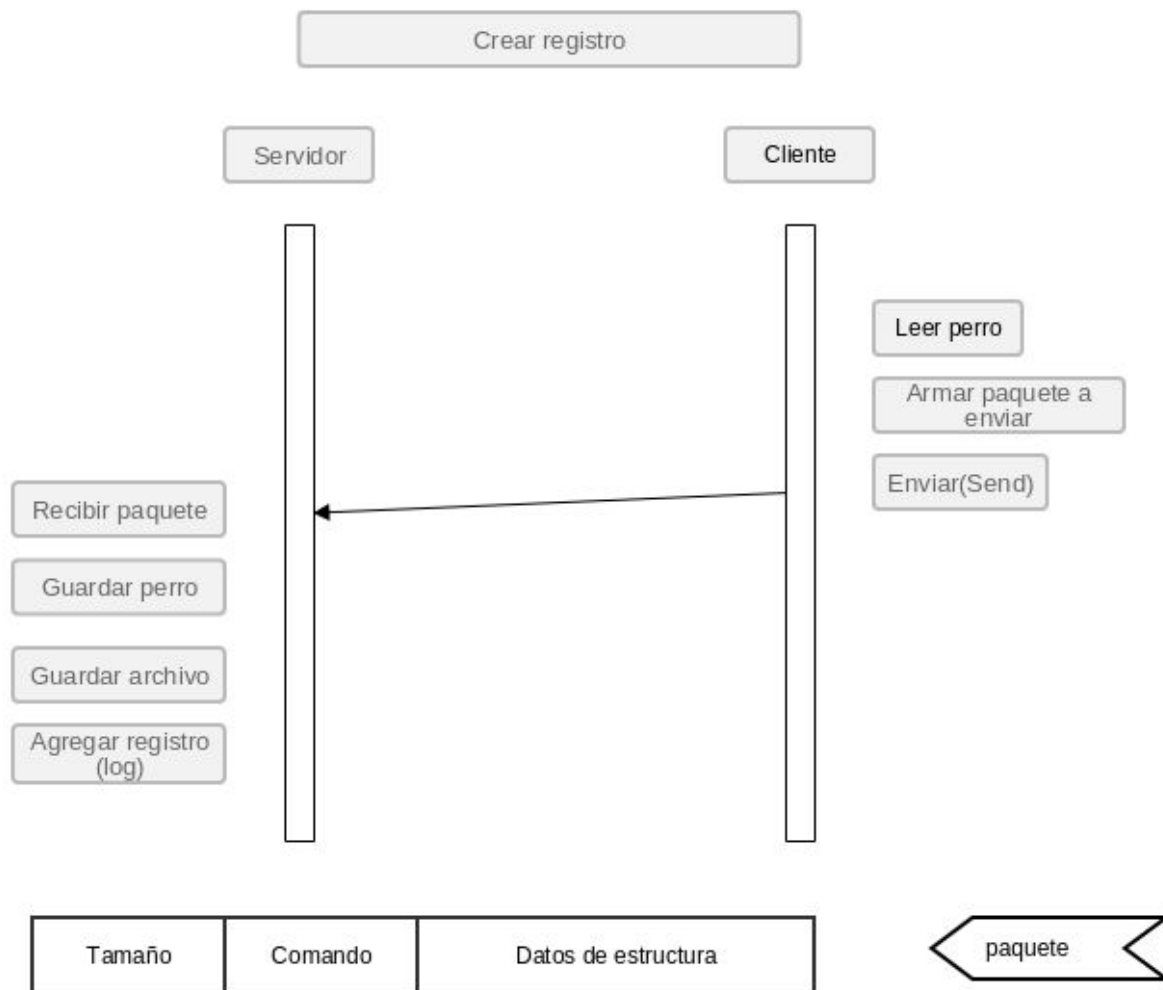 Crear registro
Servidor
Cliente
Leer perro
Armar paquete a
enviar
Enviar(Send)
Recibir paquete
Guardar perro
Guardar archivo
Agregar registro
(log)
Tamaño
Comando
Datos de estructura
paquete